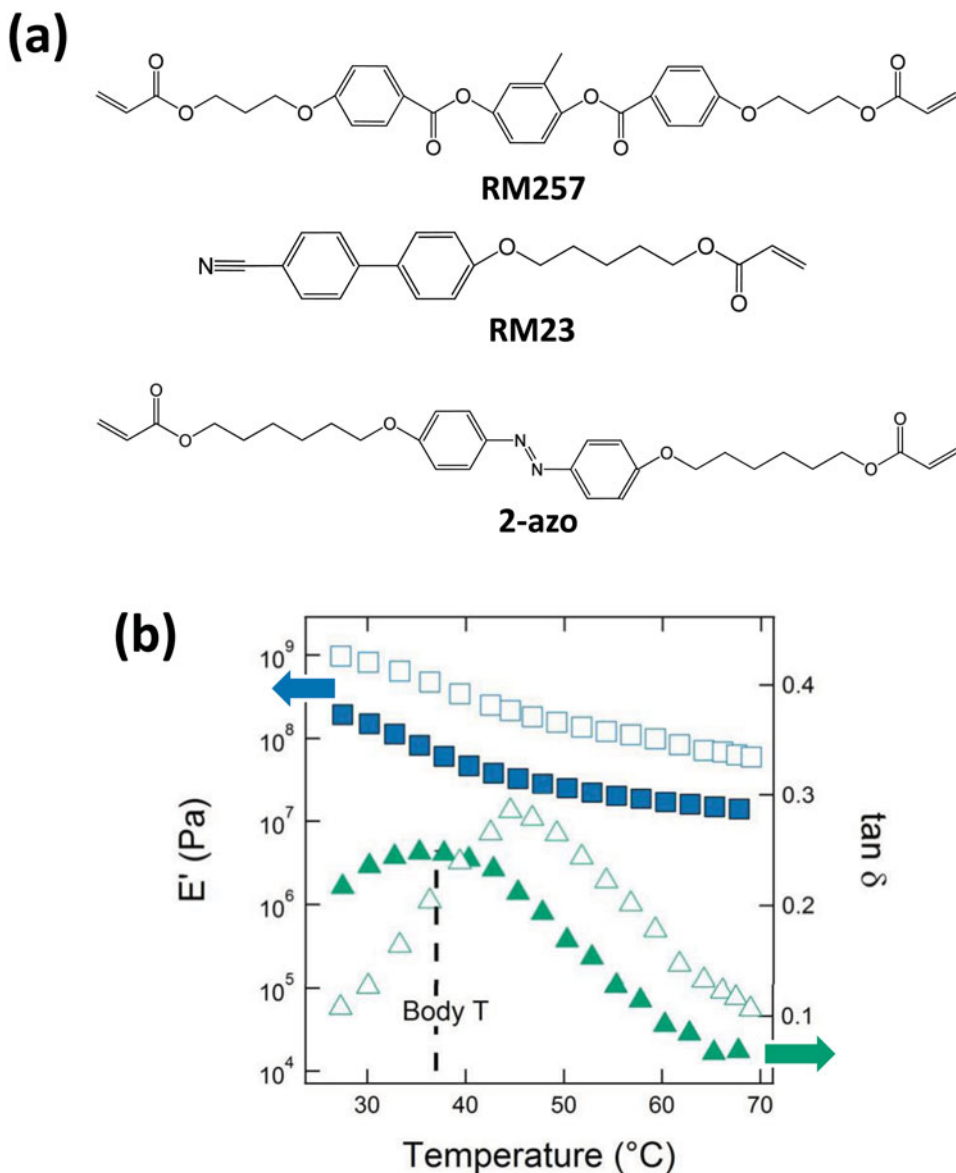 (a)
O
O
O
O
O
O
O
O
O
O
RM257
N
O
O
O
RM23
O
O
O
N
N
O
O
O
2-azo
(b)
10⁹
10⁸
10⁷
10⁶
10⁵
10⁴
E' (Pa)
0.4
0.3
0.2
0.1
tan δ
Body T
30 40 50 60 70
Temperature (°C)